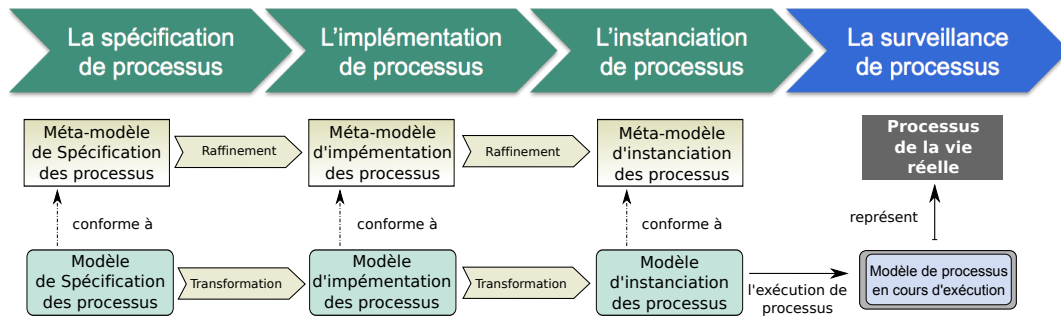 La spécification
de processus
L'implémentation
de processus
L'instanciation
de processus
La surveillance
de processus
Méta-modèle
de Spécification
des processus
Raffinement
Méta-modèle
d'impémentation
des processus
Raffinement
Méta-modèle
d'instanciation
des processus
Processus
de la vie
réelle
conforme à
conforme à
conforme à
représent
Modèle
de Spécification
des processus
Transformation
Modèle
d'impémentation
des processus
Transformation
Modèle
d'instanciation
des processus
l'exécution de
processus
Modèle de processus
en cours d'exécution